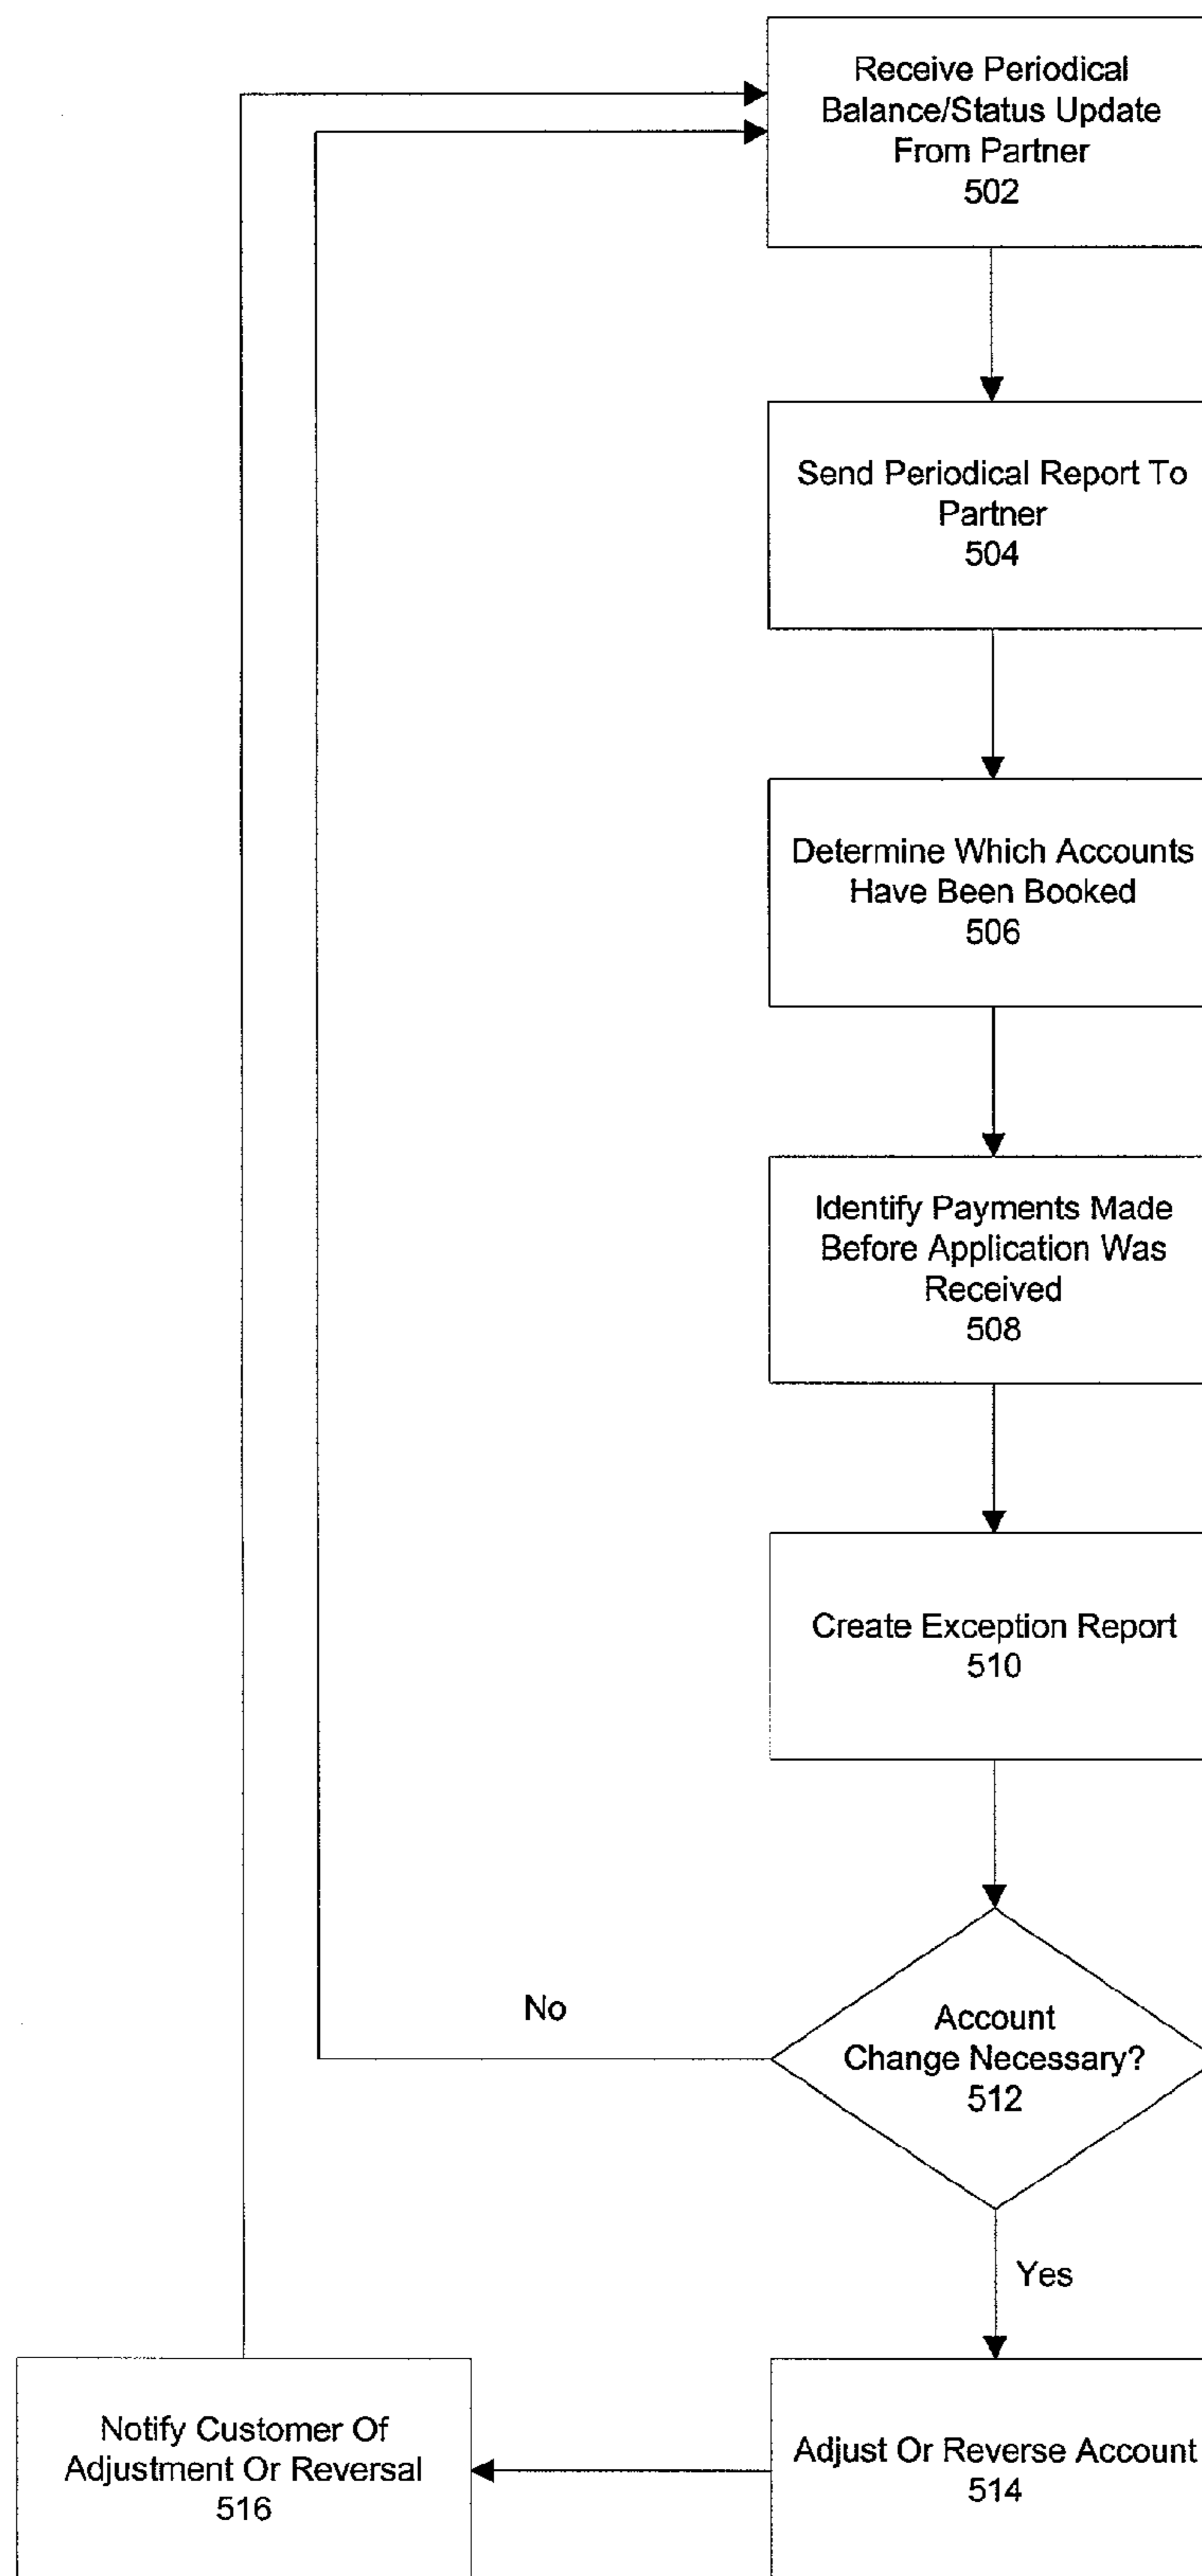 Receive Periodical
Balance/Status Update
From Partner
502
Send Periodical Report To
Partner
504
Determine Which Accounts
Have Been Booked
506
Identify Payments Made
Before Application Was
Received
508
Create Exception Report
510
No
Account
Change Necessary?
512
Yes
Notify Customer Of
Adjustment Or Reversal
516
Adjust Or Reverse Account
514